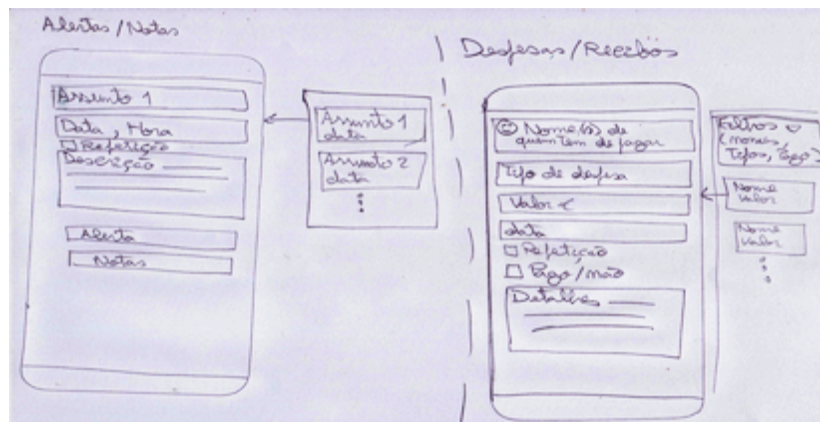 Alertas/Notas
Assunto 1
Data, Hora
Repetição
Descrição
Alerta
Notas
Assunto 1
data
Assunto 2
data
Despesas/Recibos
Nome(s) de
quem tem de pagar
Tipo de despesa
Valor €
data
Repetição
Pago/não
Detalhes
Filtros
(nomes,
Tipos, Pago)
Nome
Valor
Nome
Valor